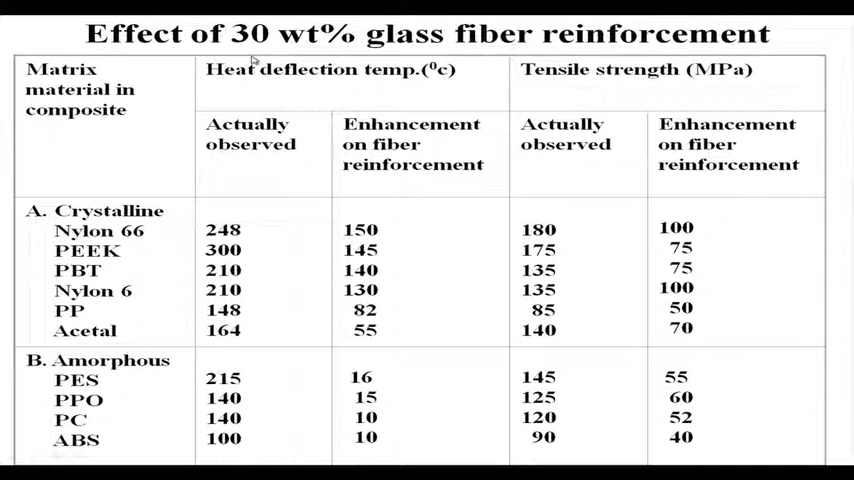 Effect of 30 wt% glass fiber reinforcement
Matrix material in composite | Heat deflection temp.(⁰c) | Tensile strength (MPa)
Actually observed | Enhancement on fiber reinforcement | Actually observed | Enhancement on fiber reinforcement
A. Crystalline
Nylon 66 248 150 180 100
PEEK 300 145 175 75
PBT 210 140 135 75
Nylon 6 210 130 135 100
PP 148 82 85 50
Acetal 164 55 140 70
B. Amorphous
PES 215 16 145 55
PPO 140 15 125 60
PC 140 10 120 52
ABS 100 10 90 40